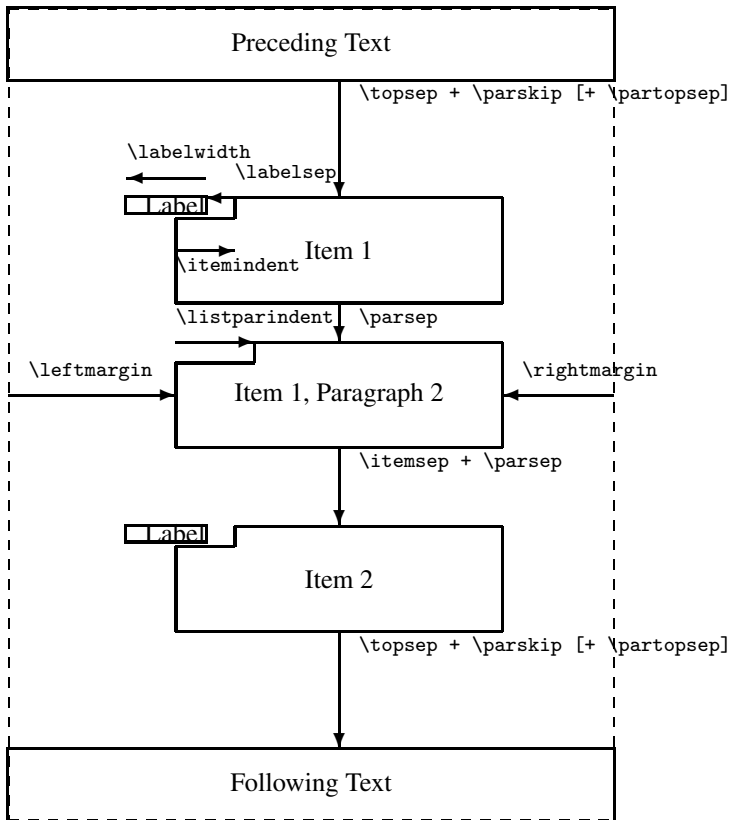 Preceding Text
\topsep + \parskip [+ \partopsep]
\labelwidth
\labelsep
Label
Item 1
\itemindent
\listparindent
\parsep
\leftmargin
\rightmargin
Item 1, Paragraph 2
\itemsep + \parsep
Label
Item 2
\topsep + \parskip [+ \partopsep]
Following Text